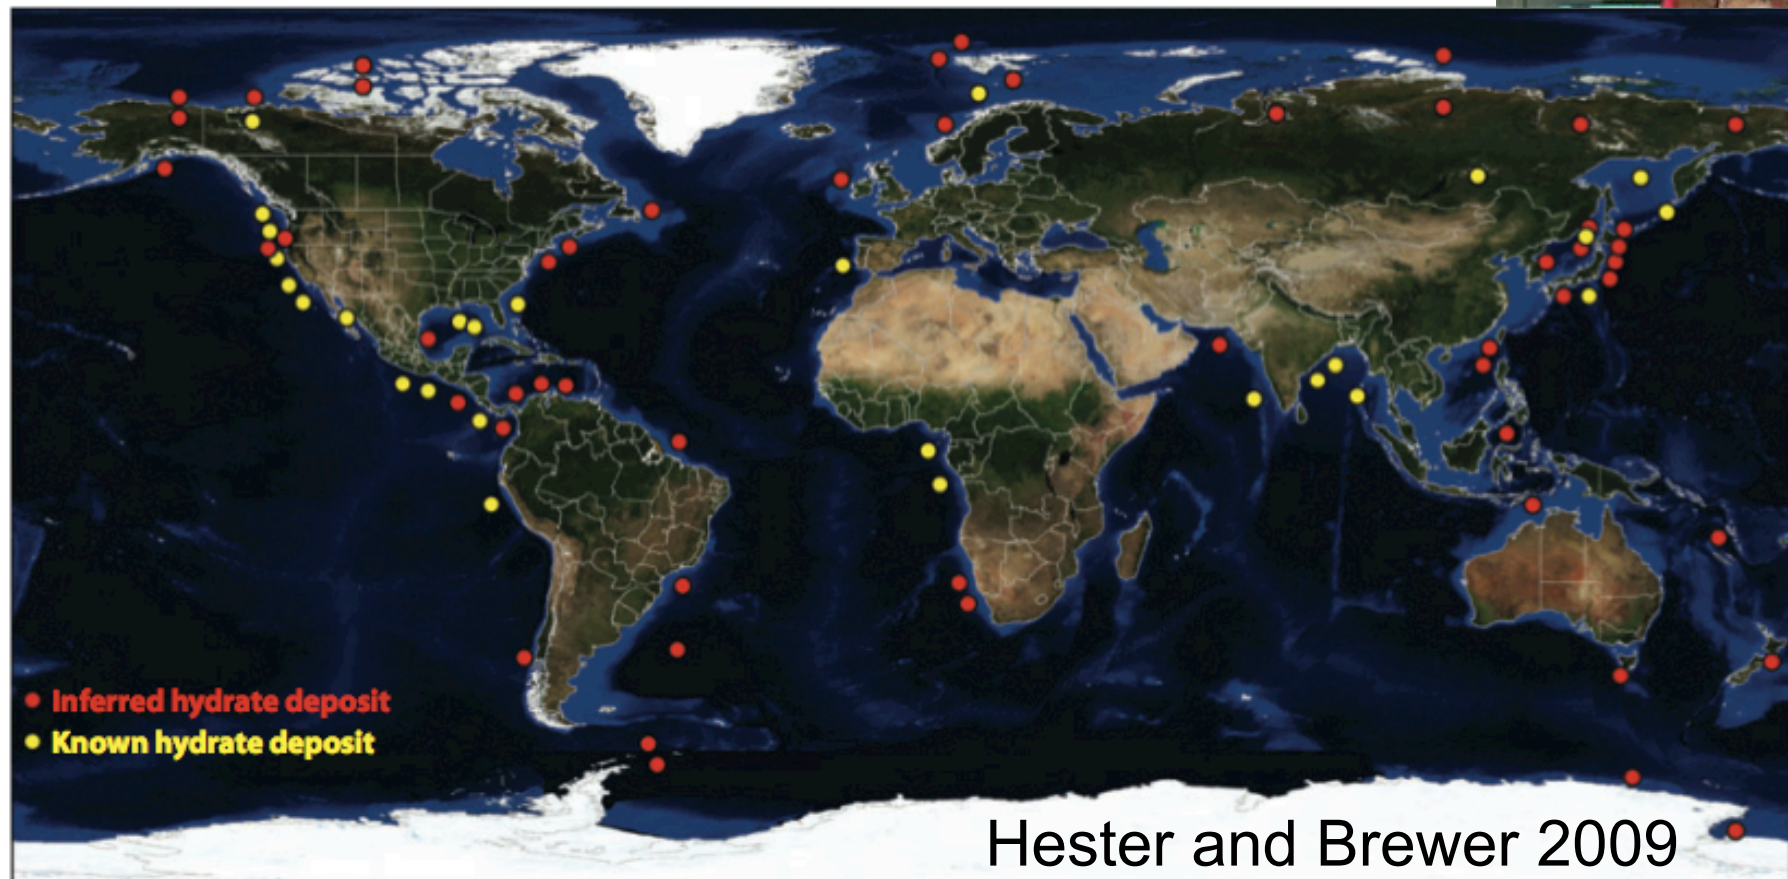 Inferred hydrate deposit
Known hydrate deposit
Hester and Brewer 2009